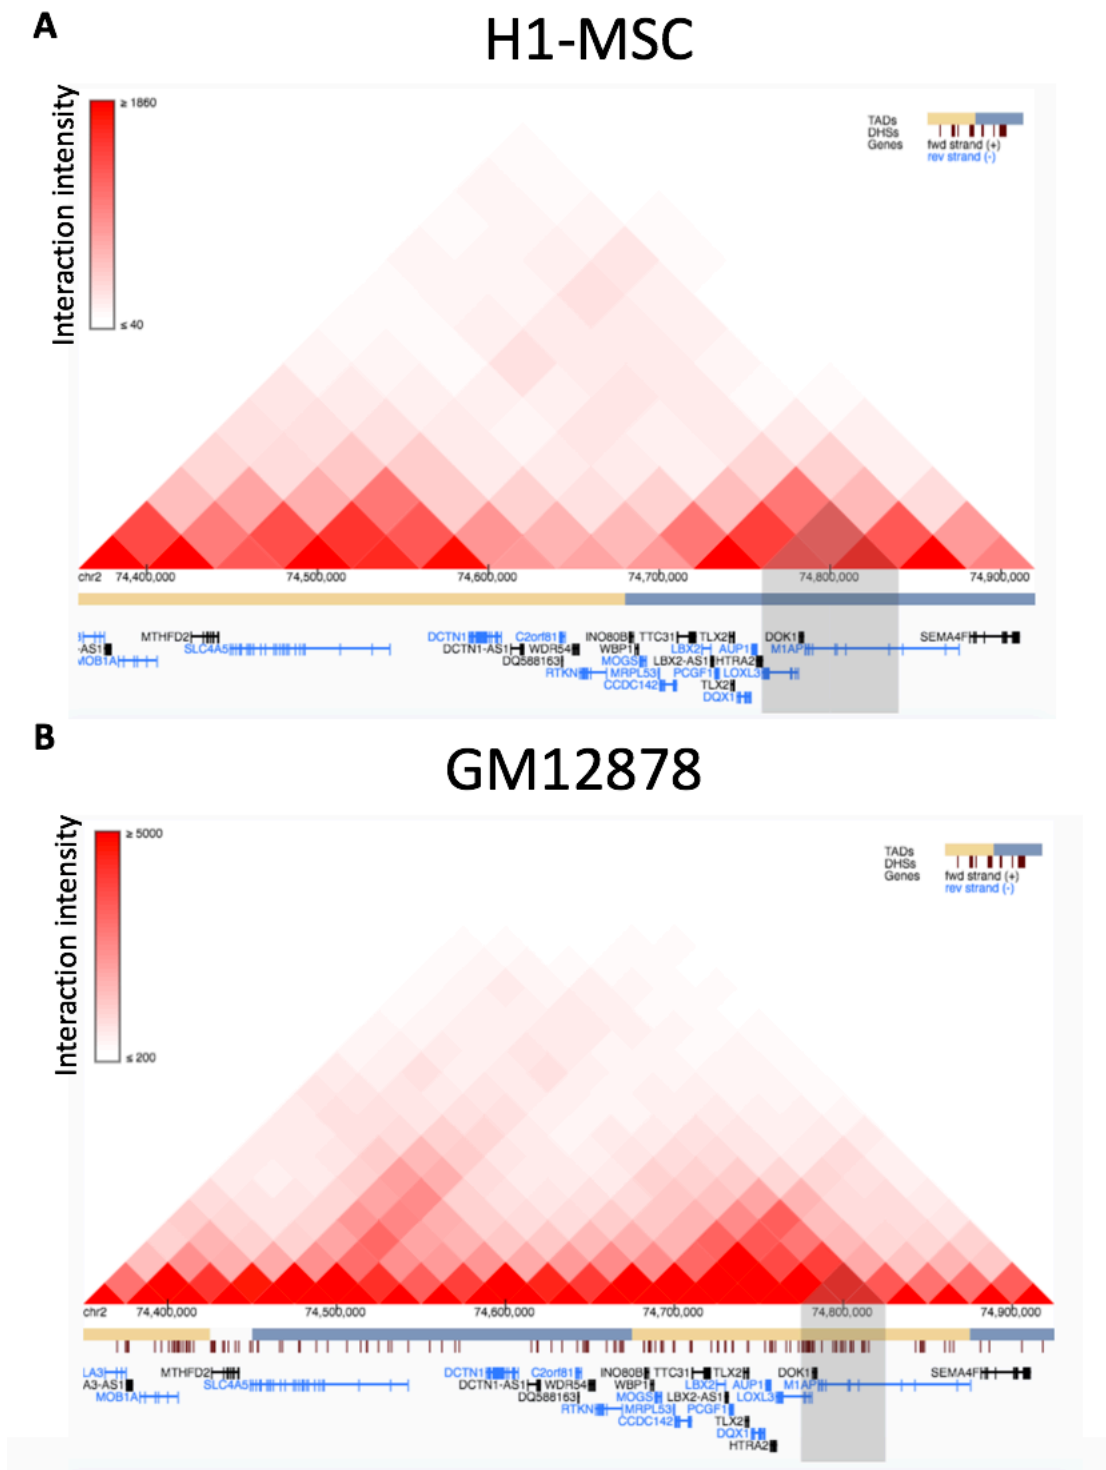 A
H1-MSC
Interaction intensity
≥ 1860
≤ 40
TADs
DHSs
Genes
fwd strand (+)
rev strand (-)
chr2 74,400,000 74,500,000 74,600,000 74,700,000 74,800,000 74,900,000
MTHFD2 DCTN1 C2orf81 INO80B TTC31 TLX2 DOK1 SEMA4F
-AS1 SLC4A5 DCTN1-AS1 WDR54 WBP1 LBX2 AUP1 M1AP
MOB1A DQ588163 MOGS LBX2-AS1 HTRA2
RTKN MRPL53 PCGF1 LOXL3
CCDC142 TLX2
DQX1
B
GM12878
Interaction intensity
≥ 5000
≤ 200
TADs
DHSs
Genes
fwd strand (+)
rev strand (-)
chr2 74,400,000 74,500,000 74,600,000 74,700,000 74,800,000 74,900,000
LA3 MTHFD2 DCTN1 C2orf81 INO80B TTC31 TLX2 DOK1 SEMA4F
A3-AS1 SLC4A5 DCTN1-AS1 WDR54 WBP1 LBX2 AUP1 M1AP
MOB1A DQ588163 MOGS LBX2-AS1 LOXL3
RTKN MRPL53 PCGF1
CCDC142 TLX2
DQX1
HTRA2